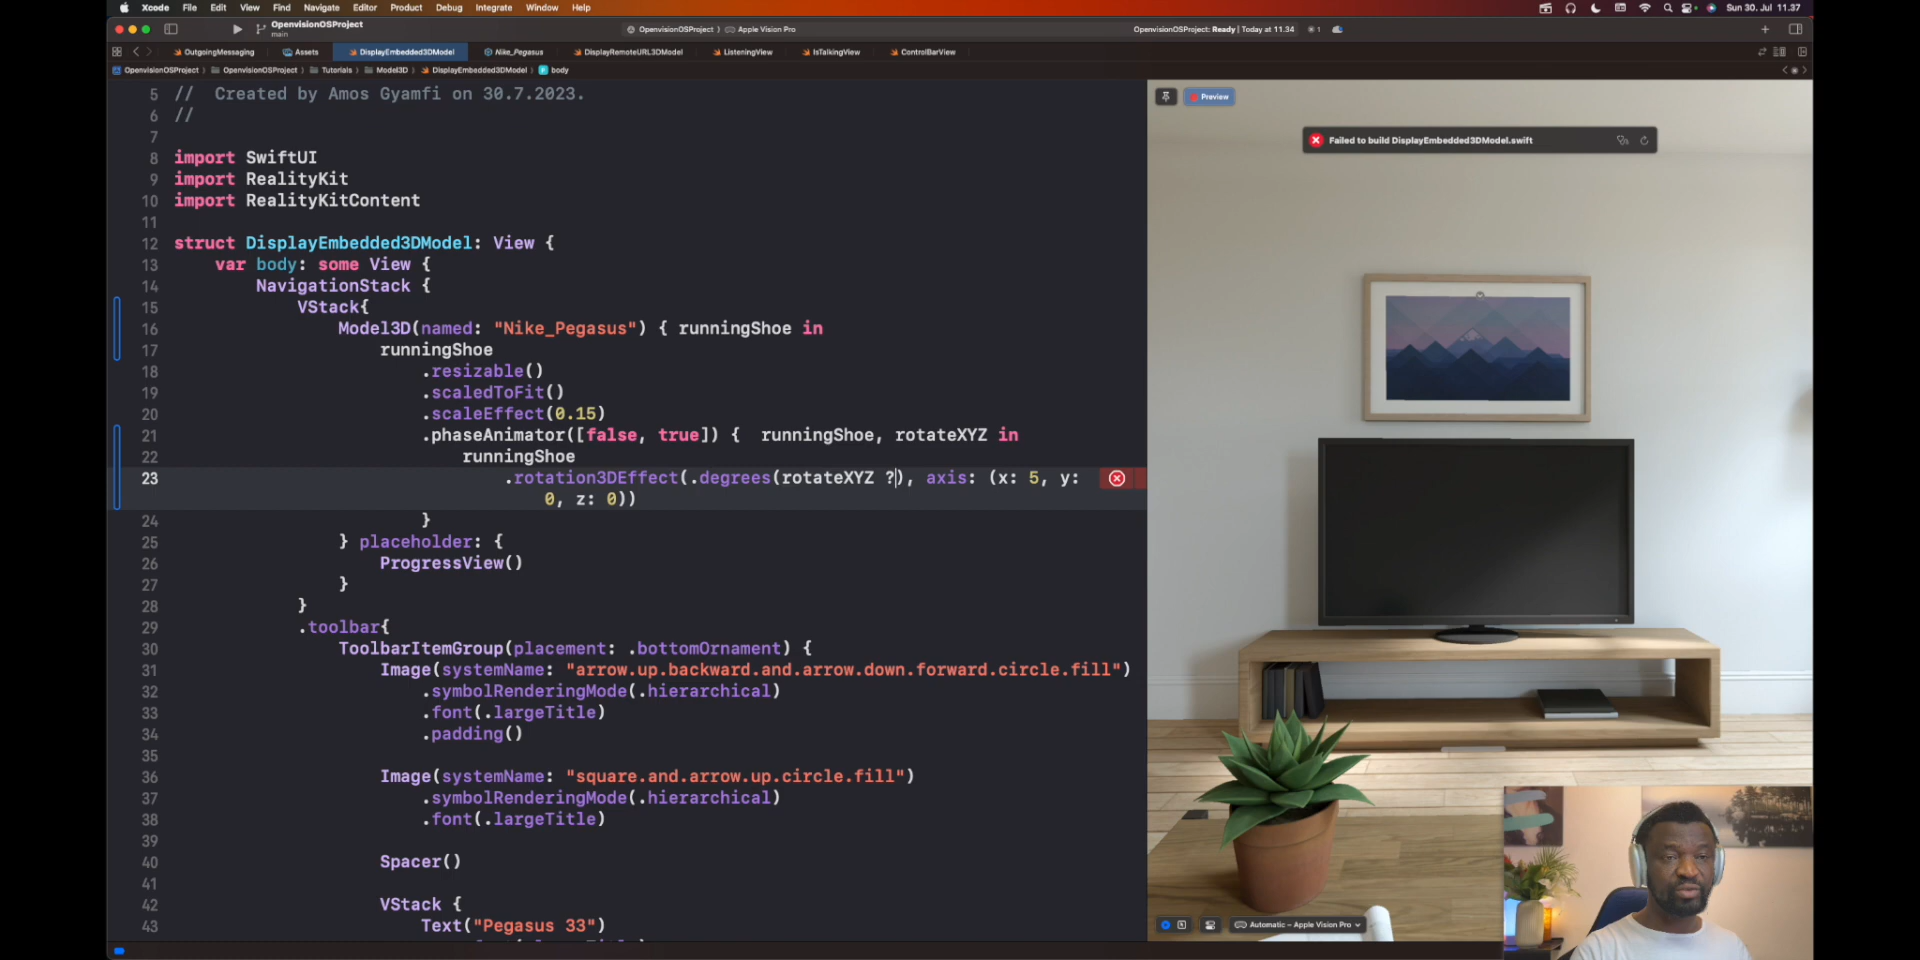 Xcode File Edit View Find Navigate Editor Product Debug Integrate Window Help
Sun 30. Jul 11.37
OpenvisionOSProject
main
OpenvisionOSProject Apple Vision Pro
OpenvisionOSProject: Ready | Today at 11.34
1
OutgoingMessaging Assets DisplayEmbedded3DModel Nike_Pegasus DisplayRemoteURL3DModel ListeningView IsTalkingView ControlBarView
OpenvisionOSProject OpenvisionOSProject Tutorials Model3D DisplayEmbedded3DModel body
5 //  Created by Amos Gyamfi on 30.7.2023.
6 //
7
8 import SwiftUI
9 import RealityKit
10 import RealityKitContent
11
12 struct DisplayEmbedded3DModel: View {
13 var body: some View {
14 NavigationStack {
15 VStack{
16 Model3D(named: "Nike_Pegasus") { runningShoe in
17 runningShoe
18 .resizable()
19 .scaledToFit()
20 .scaleEffect(0.15)
21 .phaseAnimator([false, true]) {  runningShoe, rotateXYZ in
22 runningShoe
23 .rotation3DEffect(.degrees(rotateXYZ ?), axis: (x: 5, y:
0, z: 0))
24 }
25 } placeholder: {
26 ProgressView()
27 }
28 }
29 .toolbar{
30 ToolbarItemGroup(placement: .bottomOrnament) {
31 Image(systemName: "arrow.up.backward.and.arrow.down.forward.circle.fill")
32 .symbolRenderingMode(.hierarchical)
33 .font(.largeTitle)
34 .padding()
35
36 Image(systemName: "square.and.arrow.up.circle.fill")
37 .symbolRenderingMode(.hierarchical)
38 .font(.largeTitle)
39
40 Spacer()
41
42 VStack {
43 Text("Pegasus 33")
Preview
Failed to build DisplayEmbedded3DModel.swift
Automatic – Apple Vision Pro